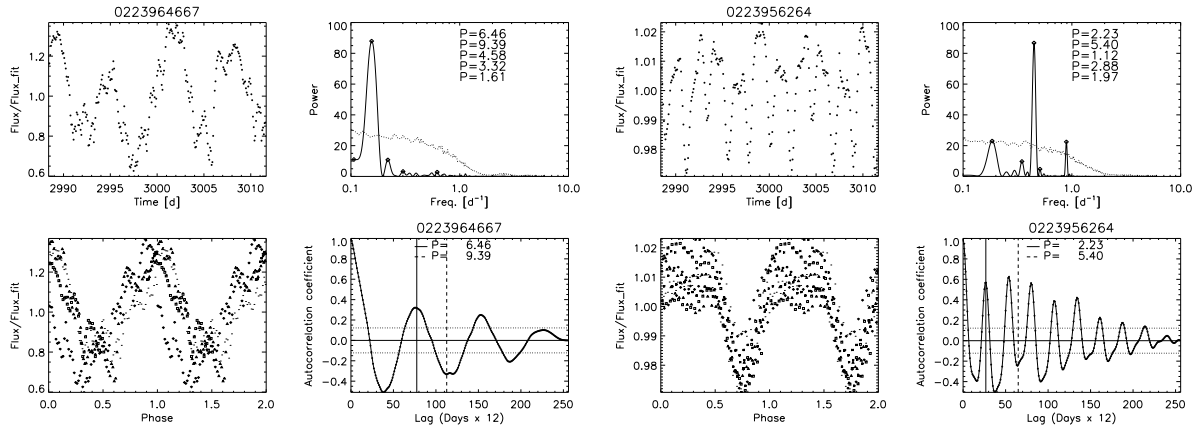 0223964667
Flux/Flux_fit
1.2
1.0
0.8
0.6
2990 2995 3000 3005 3010
Time [d]
Power
100
80
60
40
20
0
P=6.46
P=9.39
P=4.58
P=3.32
P=1.61
0.1 1.0 10.0
Freq. [d⁻¹]
0223956264
Flux/Flux_fit
1.02
1.01
1.00
0.99
0.98
2990 2995 3000 3005 3010
Time [d]
Power
100
80
60
40
20
0
P=2.23
P=5.40
P=1.12
P=2.88
P=1.97
0.1 1.0 10.0
Freq. [d⁻¹]
Flux/Flux_fit
1.2
1.0
0.8
0.6
0.0 0.5 1.0 1.5 2.0
Phase
0223964667
Autocorrelation coefficient
1.0
0.8
0.6
0.4
0.2
0.0
−0.2
−0.4
P= 6.46
P= 9.39
0 50 100 150 200 250
Lag (Days x 12)
Flux/Flux_fit
1.02
1.01
1.00
0.99
0.98
0.0 0.5 1.0 1.5 2.0
Phase
0223956264
Autocorrelation coefficient
1.0
0.8
0.6
0.4
0.2
0.0
−0.2
−0.4
P= 2.23
P= 5.40
0 50 100 150 200 250
Lag (Days x 12)